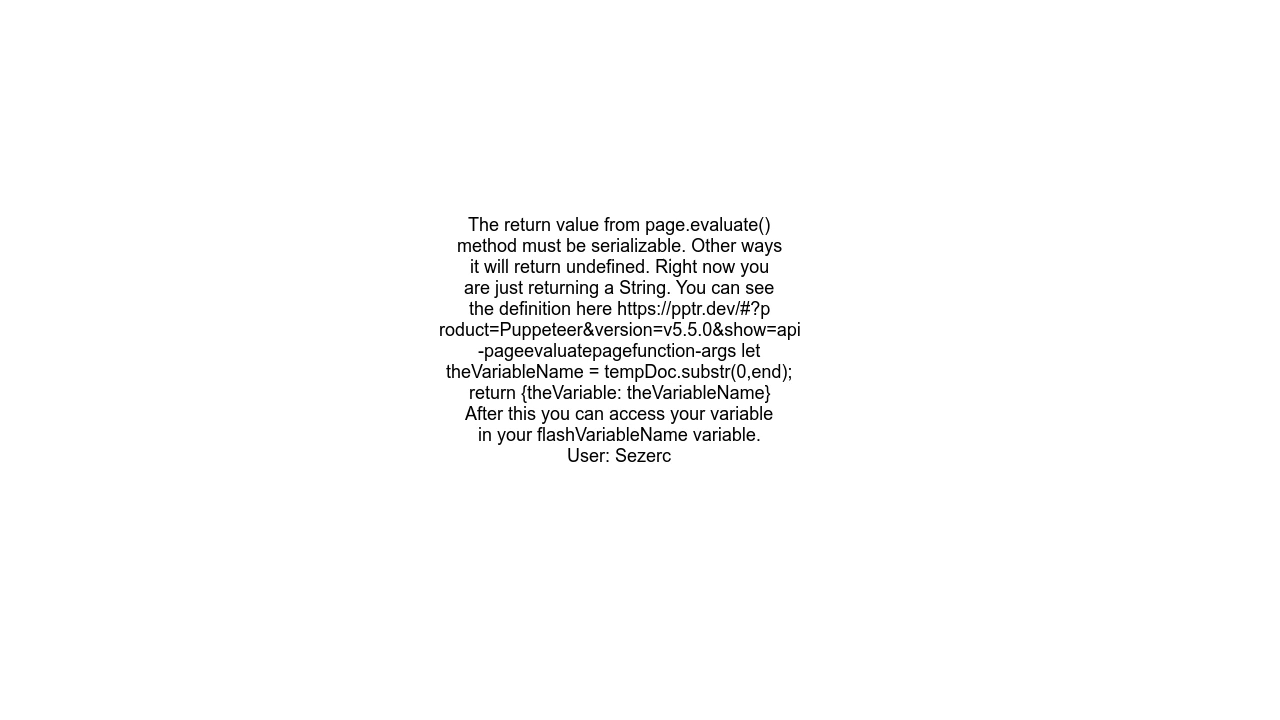 The return value from page.evaluate()
method must be serializable. Other ways
it will return undefined. Right now you
are just returning a String. You can see
the definition here https://pptr.dev/#?p
roduct=Puppeteer&version=v5.5.0&show=api
-pageevaluatepagefunction-args let
theVariableName = tempDoc.substr(0,end);
return {theVariable: theVariableName}
After this you can access your variable
in your flashVariableName variable.
User: Sezerc